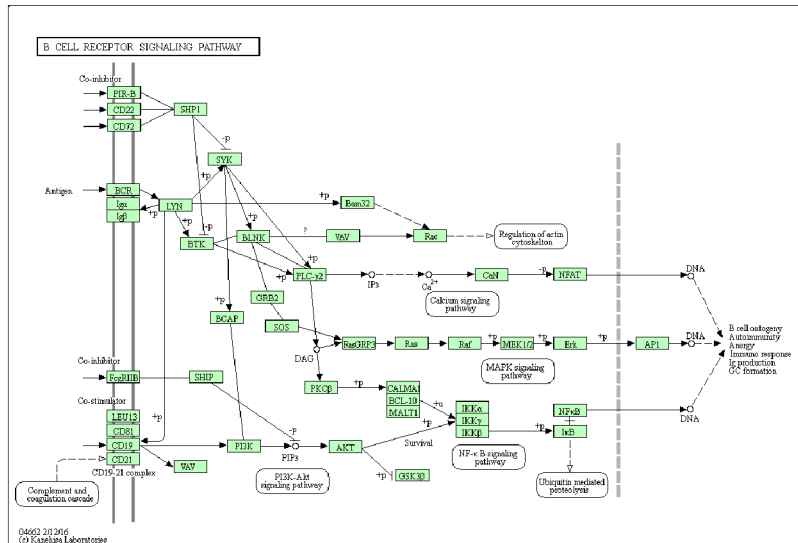 B CELL RECEPTOR SIGNALING PATHWAY
Co-inhibitor
PIR-B
CD22
SHP1
CD72
-p
SYK
Antigen
BCR
+p
+p
Igα
LYN
Bam32
Igβ
+p
+p
-p
+p
+p
BTK
BLNK
?
VAV
Rac
Regulation of actin
cytoskelton
+p
+p
PLC-γ2
IP3
Ca2+
CaN
-p
NFAT
DNA
Calcium signaling
pathway
GRB2
+p
BCAP
SOS
RasGRP3
Ras
Raf
+p
MEK1/2
+p
Erk
+p
AP1
DNA
DAG
MAPK signaling
pathway
B cell ontogeny
Autoimmunity
Anergy
Immuno response
Ig production
GC formation
Co-inhibitor
FcgRIIB
SHIP
PKCβ
+p
CALMA1
BCL-10
MALT1
+u
Co-stimulator
LEU13
CD81
+p
CD19
CD21
CD19-21 complex
VAV
PI3K
-p
PIP3
AKT
+p
Survival
IKKα
IKKγ
IKKβ
+p
NFκB
IκB
DNA
PI3K-Akt
signaling pathway
NF-κ B signaling
pathway
+p
GSK3β
Ubiquitin mediated
proteolysis
Complement and
coagulation cascade
04662 2/12/16
(c) Kanehisa Laboratories